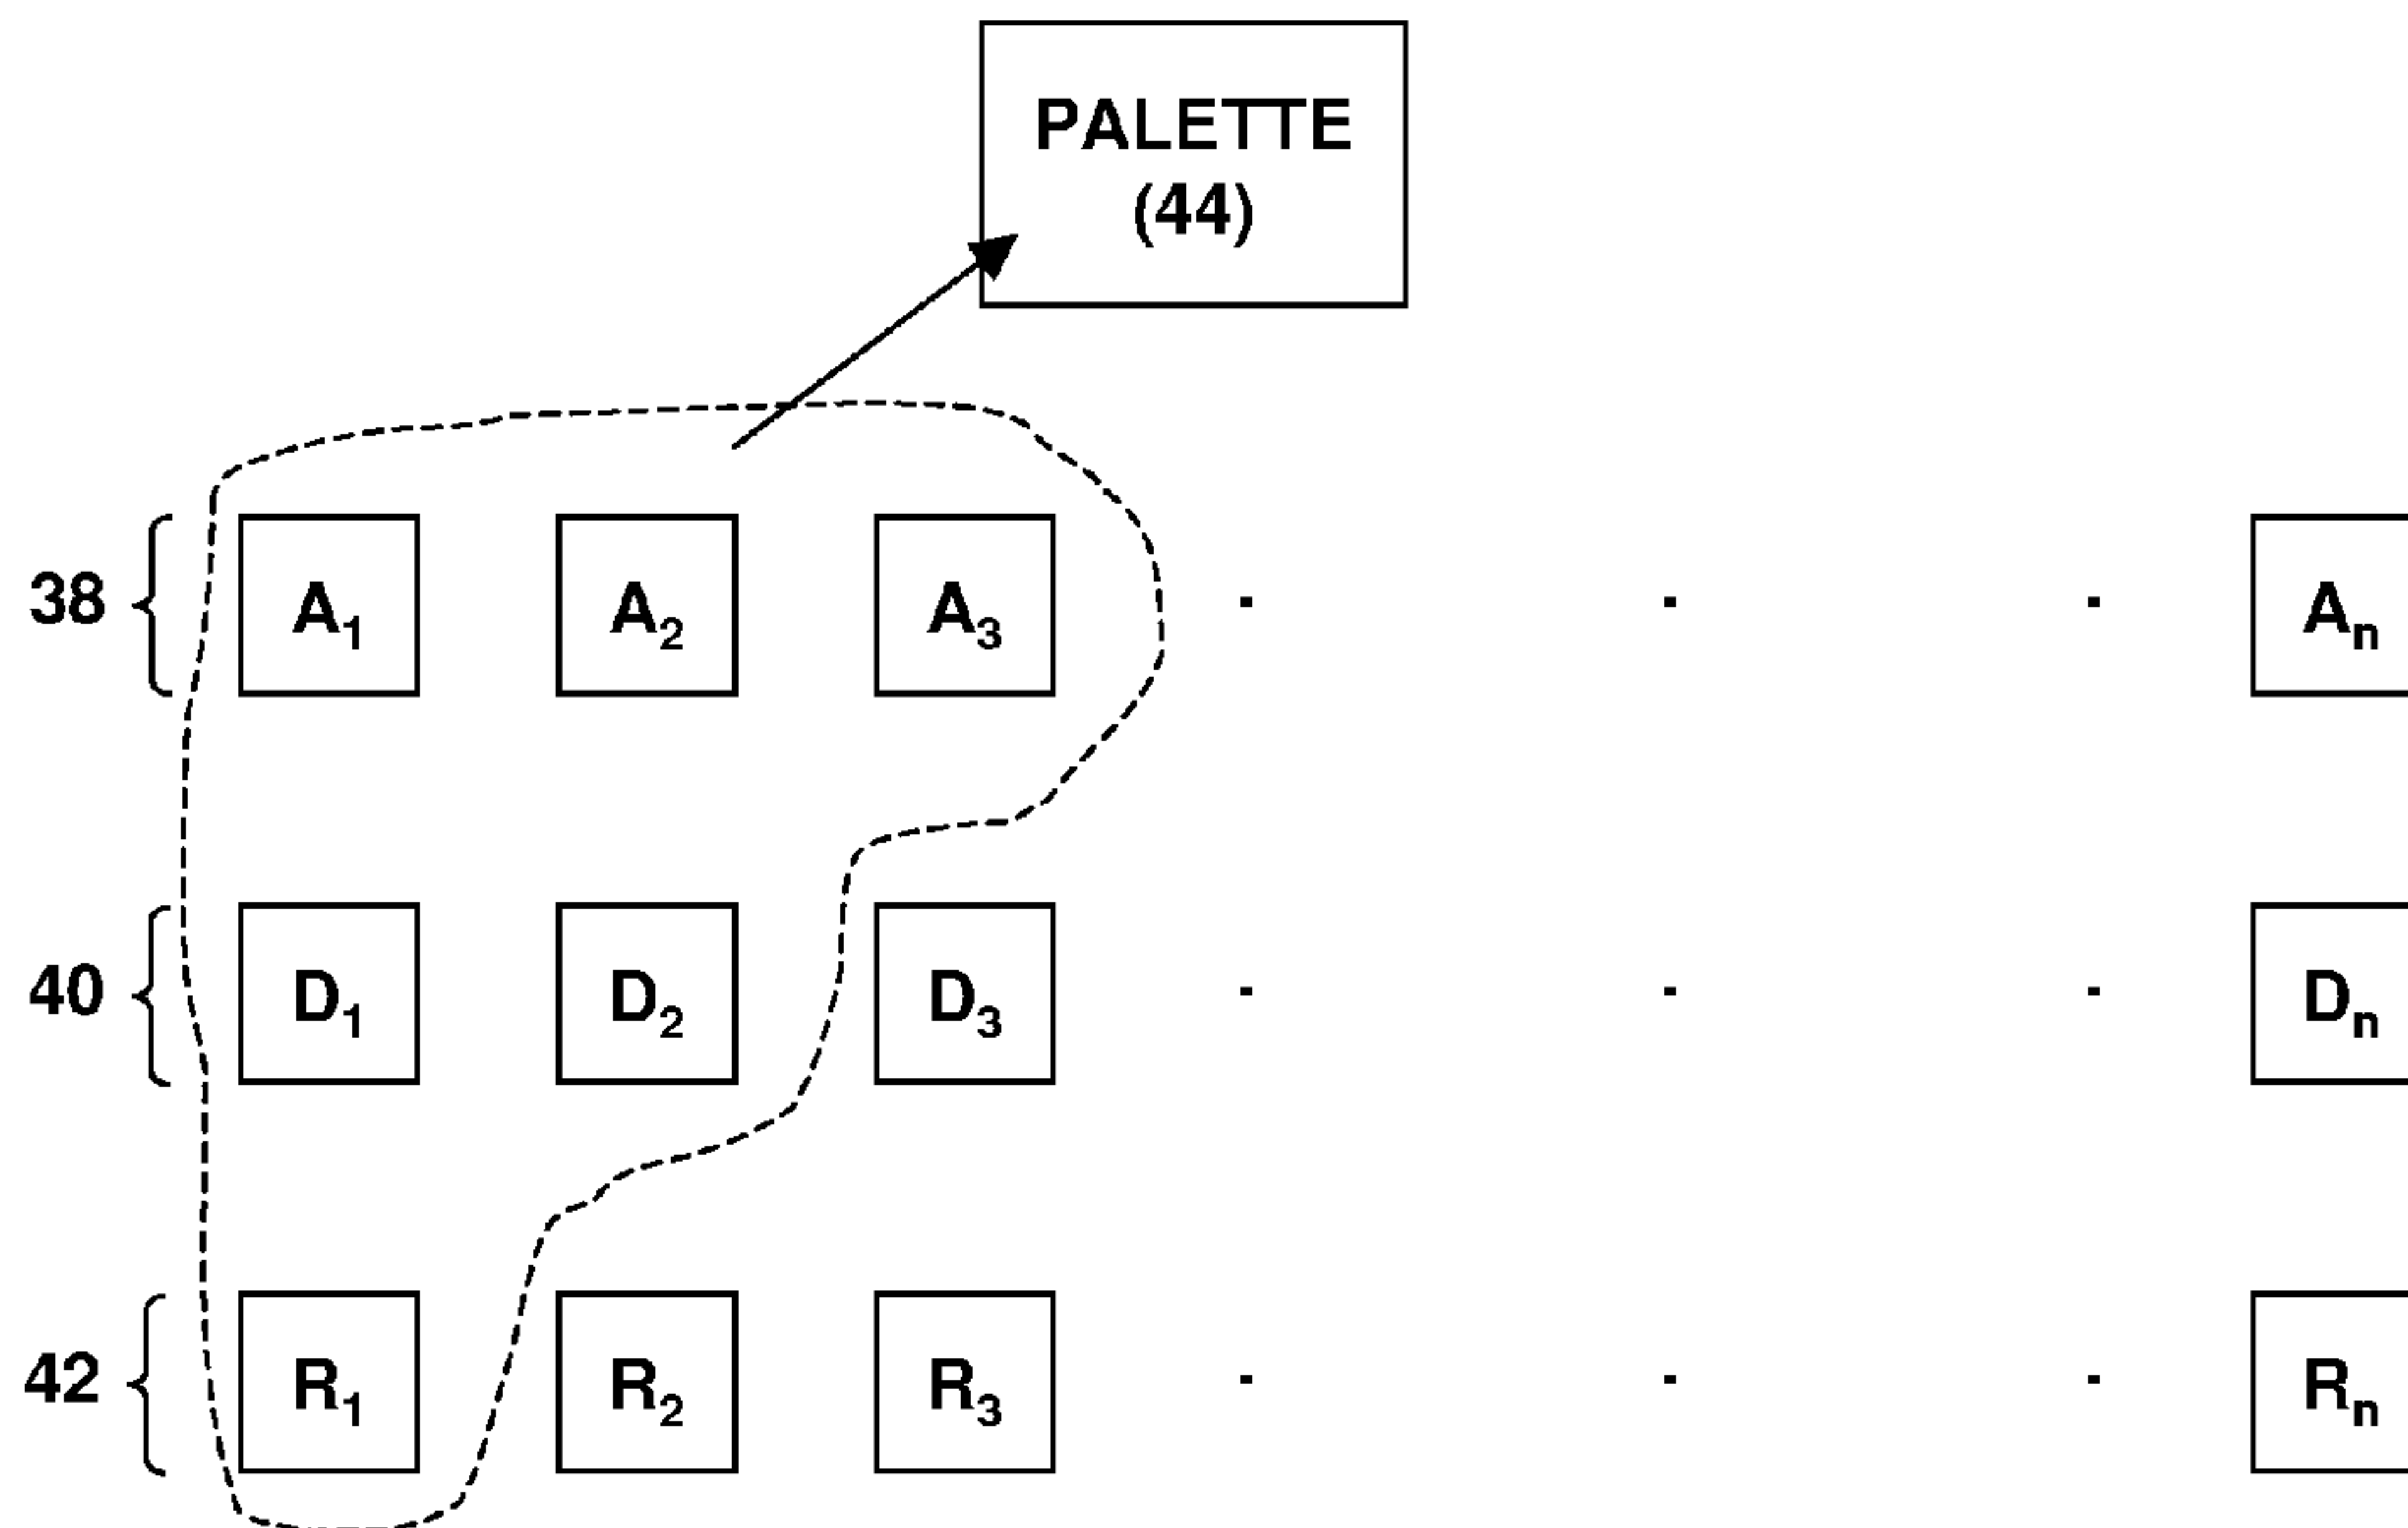 PALETTE
(44)
38 A₁ A₂ A₃ . . . Aₙ
40 D₁ D₂ D₃ . . . Dₙ
42 R₁ R₂ R₃ . . . Rₙ